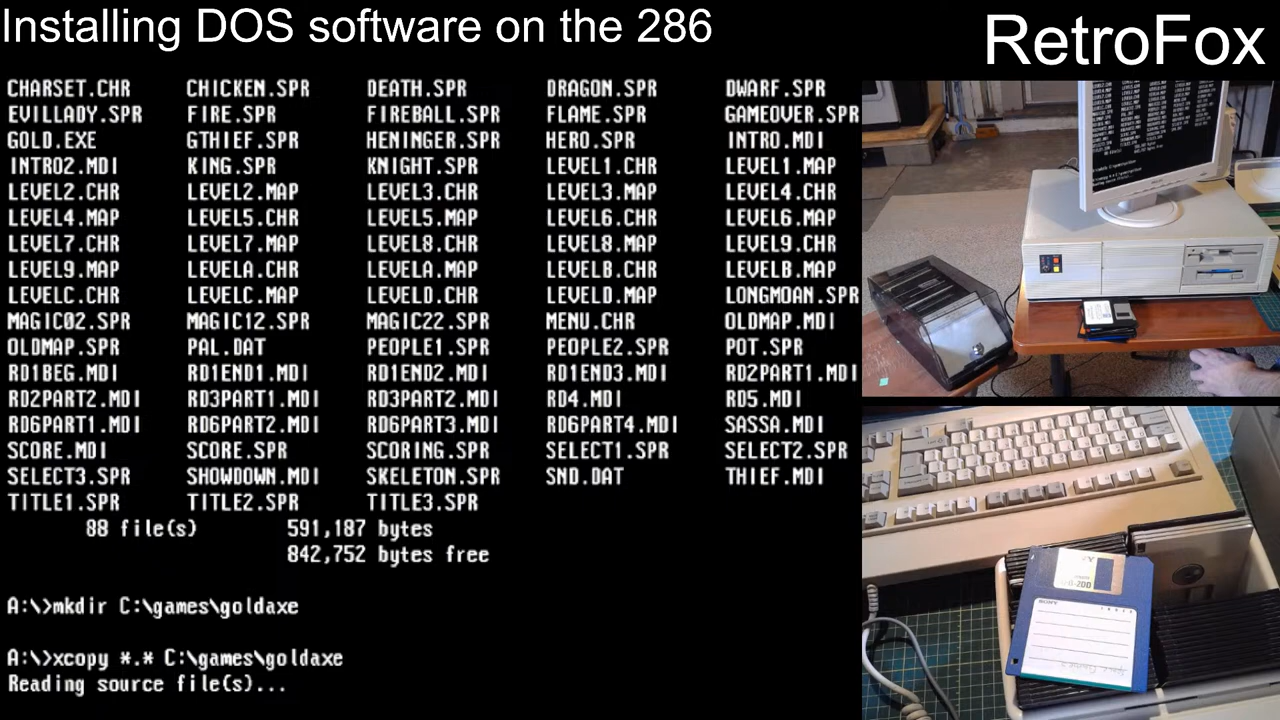 Installing DOS software on the 286
RetroFox
CHARSET.CHR CHICKEN.SPR DEATH.SPR DRAGON.SPR DWARF.SPR
EVILLADY.SPR FIRE.SPR FIREBALL.SPR FLAME.SPR GAMEOVER.SPR
GOLD.EXE GTHIEF.SPR HENINGER.SPR HERO.SPR INTRO.MDI
INTRO2.MDI KING.SPR KNIGHT.SPR LEVEL1.CHR LEVEL1.MAP
LEVEL2.CHR LEVEL2.MAP LEVEL3.CHR LEVEL3.MAP LEVEL4.CHR
LEVEL4.MAP LEVEL5.CHR LEVEL5.MAP LEVEL6.CHR LEVEL6.MAP
LEVEL7.CHR LEVEL7.MAP LEVEL8.CHR LEVEL8.MAP LEVEL9.CHR
LEVEL9.MAP LEVELA.CHR LEVELA.MAP LEVELB.CHR LEVELB.MAP
LEVELC.CHR LEVELC.MAP LEVELD.CHR LEVELD.MAP LONGMOAN.SPR
MAGIC02.SPR MAGIC12.SPR MAGIC22.SPR MENU.CHR OLDMAP.MDI
OLDMAP.SPR PAL.DAT PEOPLE1.SPR PEOPLE2.SPR POT.SPR
RD1BEG.MDI RD1END1.MDI RD1END2.MDI RD1END3.MDI RD2PART1.MDI
RD2PART2.MDI RD3PART1.MDI RD3PART2.MDI RD4.MDI RD5.MDI
RD6PART1.MDI RD6PART2.MDI RD6PART3.MDI RD6PART4.MDI SASSA.MDI
SCORE.MDI SCORE.SPR SCORING.SPR SELECT1.SPR SELECT2.SPR
SELECT3.SPR SHOWDOWN.MDI SKELETON.SPR SND.DAT THIEF.MDI
TITLE1.SPR TITLE2.SPR TITLE3.SPR
88 file(s) 591,187 bytes
842,752 bytes free
A:\>mkdir C:\games\goldaxe
A:\>xcopy *.* C:\games\goldaxe
Reading source file(s)...
SONY